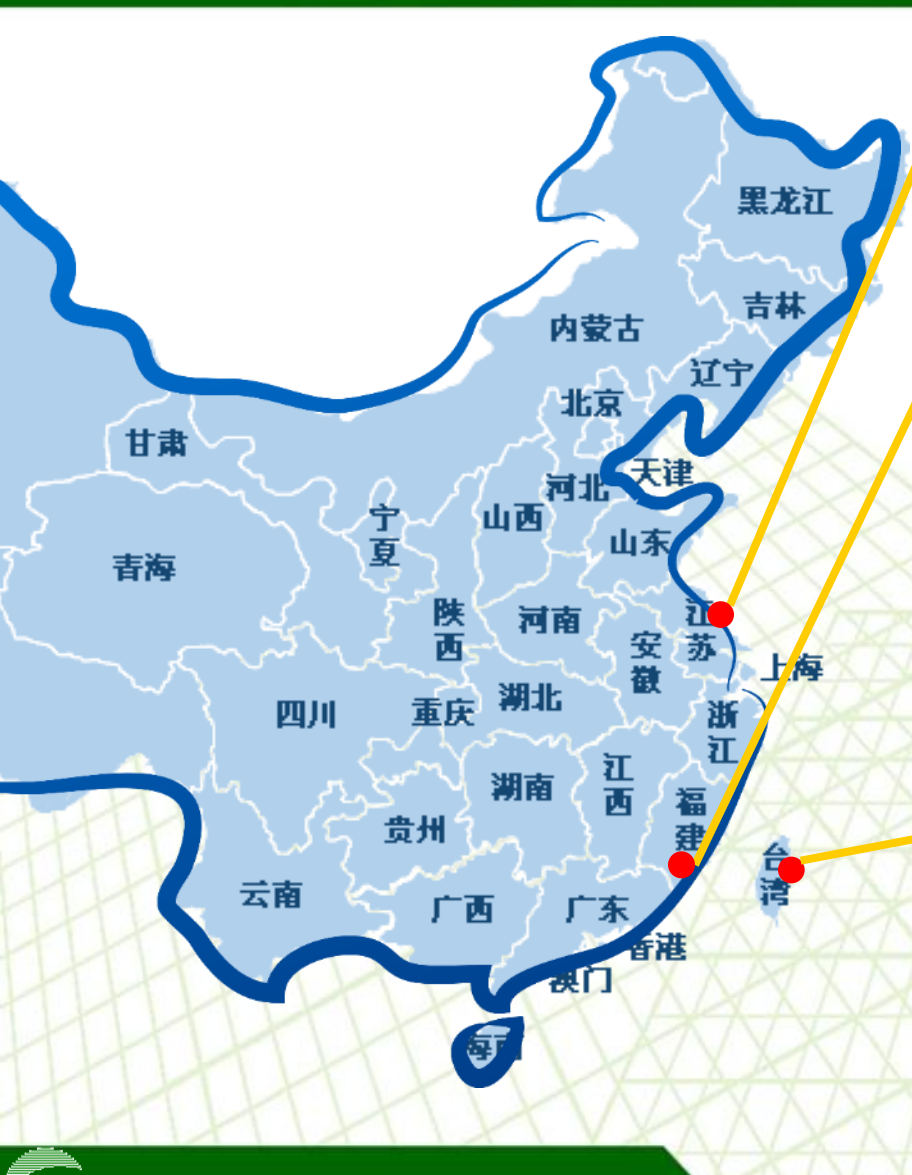 黑龙江
吉林
内蒙古
辽宁
北京
甘肃
天津
河北
山西
宁夏
山东
青海
陕西
河南
江苏
安徽
上海
湖北
四川
重庆
浙江
湖南
江西
福建
贵州
台湾
云南
广西
广东
香港
澳门
海南